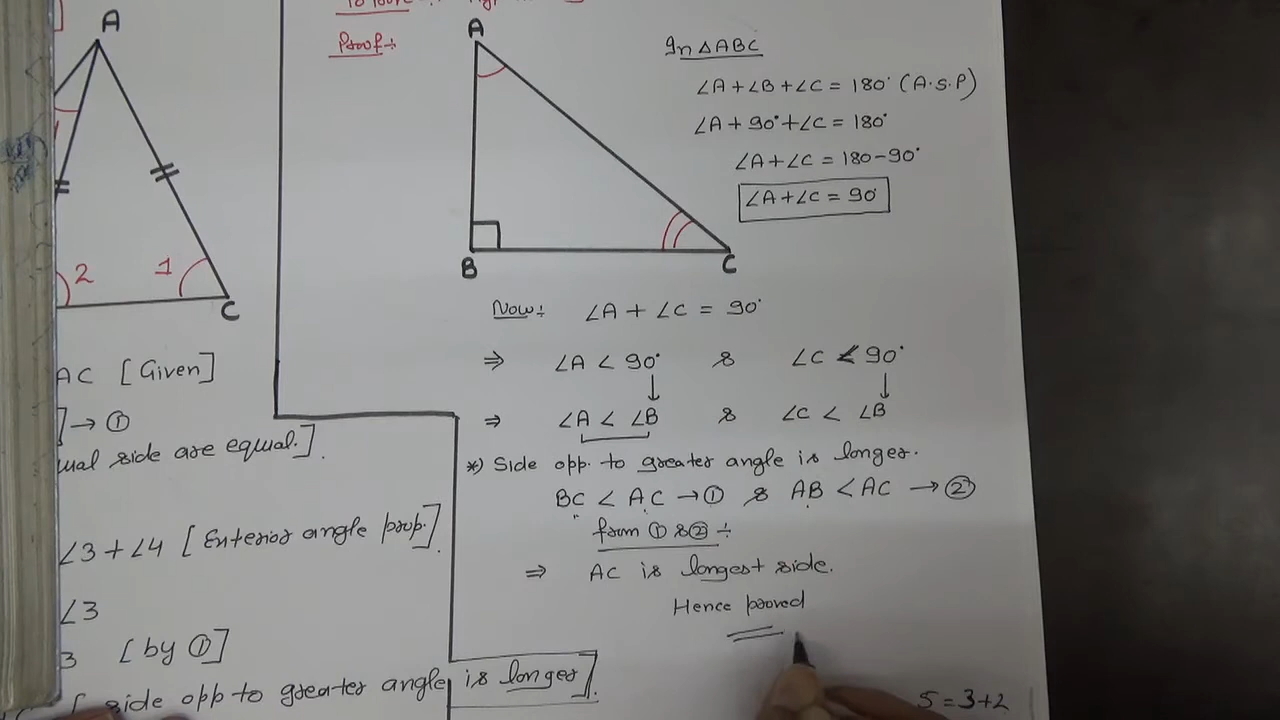 A
2
1
C
AC [Given]
] → ①
ual side are equal.].
∠3 + ∠4 [Enterior angle prop.]
∠3
3 [by ①]
side opp to greater angle is longer].
Proof:-
A
B
C
In △ABC
∠A + ∠B + ∠C = 180° (A.S.P)
∠A + 90° + ∠C = 180°
∠A + ∠C = 180 - 90°
∠A + ∠C = 90°
Now:- ∠A + ∠C = 90°
⇒ ∠A < 90° & ∠C < 90°
⇒ ∠A < ∠B & ∠C < ∠B
*) Side opp. to greater angle is longer.
BC < AC → ① & AB < AC → ②
from ① & ② :-
⇒ AC is longest side.
Hence proved
5 = 3+2